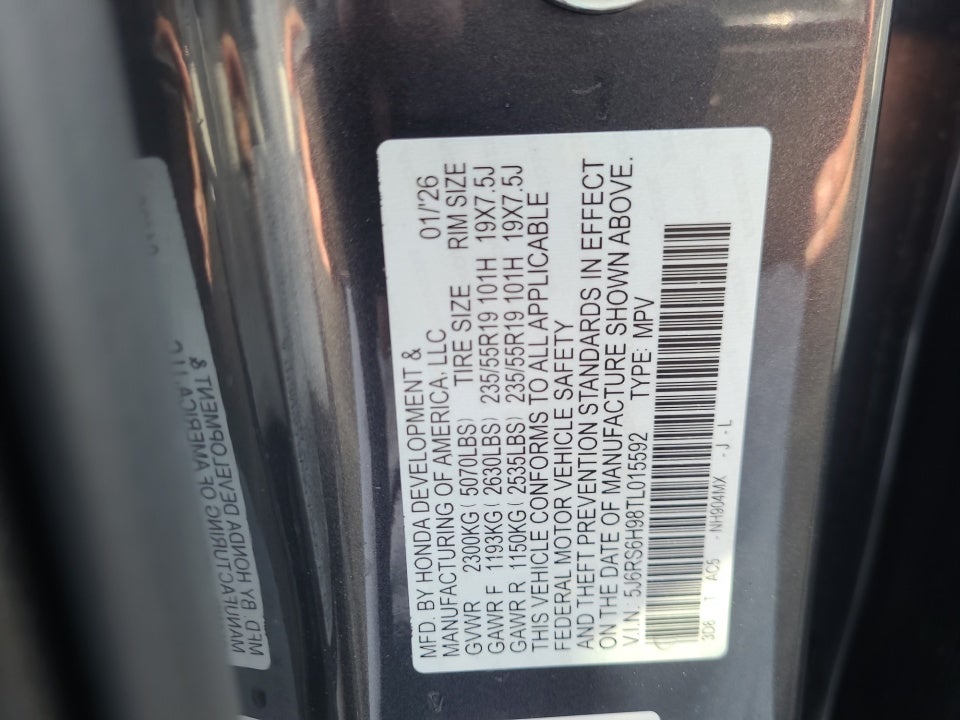 MFD. BY HONDA DEVELOPMENT &
MANUFACTURING OF AMERICA, LLC 01/'26
GVWR 2300KG ( 5070LBS) TIRE SIZE RIM SIZE
GAWR F 1193KG ( 2630LBS) 235/55R19 101H 19X7.5J
GAWR R 1150KG ( 2535LBS) 235/55R19 101H 19X7.5J
THIS VEHICLE CONFORMS TO ALL APPLICABLE
FEDERAL MOTOR VEHICLE SAFETY
AND THEFT PREVENTION STANDARDS IN EFFECT
ON THE DATE OF MANUFACTURE SHOWN ABOVE.
V.I.N.: 5J6RS6H98TL015592 TYPE: MPV
3D8 T AC5 - NH904MX - J - L
MFD. BY HONDA DEVELOPMENT &
MANUFACTURING OF AMERICA, LLC